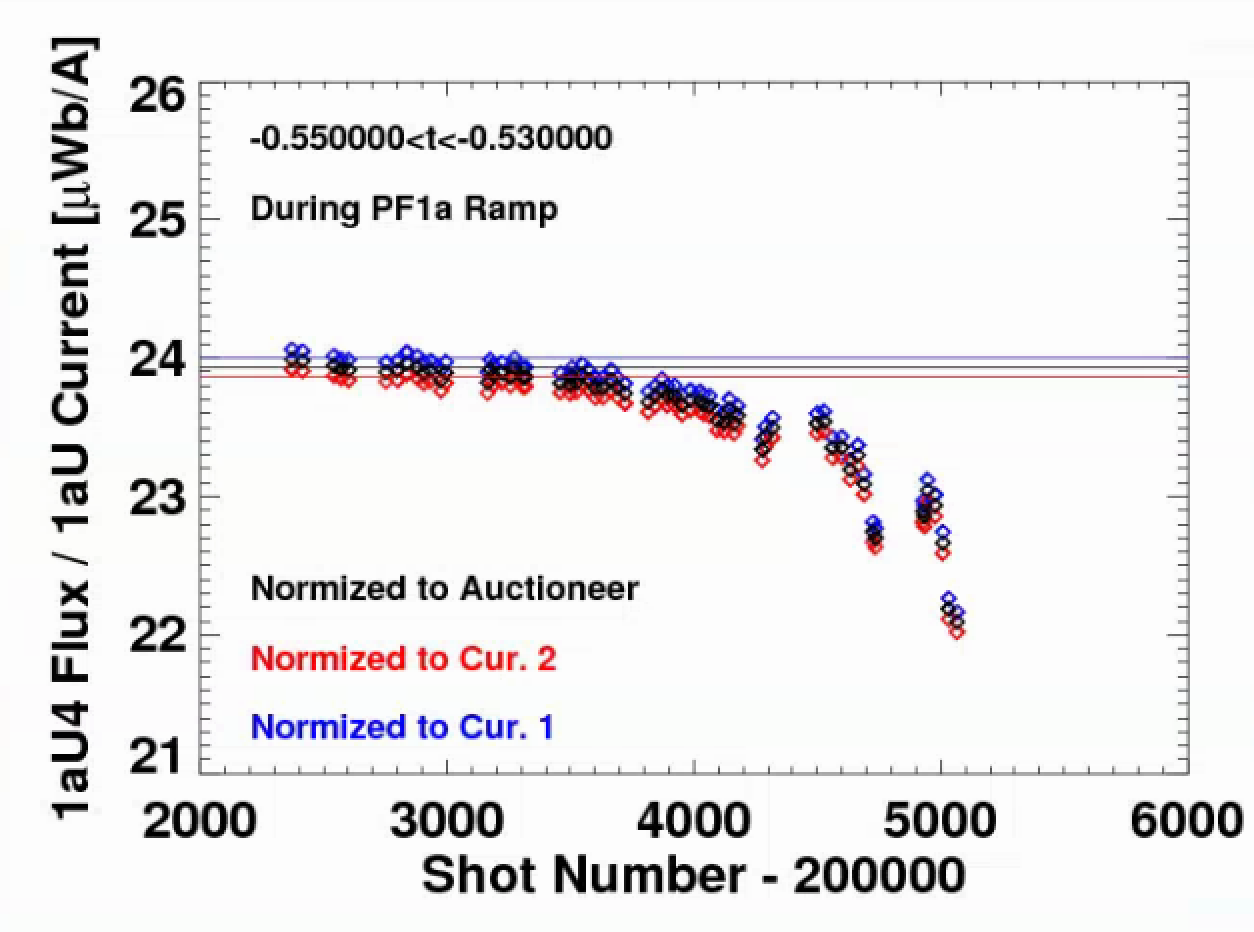 1aU4 Flux / 1aU Current [μWb/A]
26
25
24
23
22
21
-0.550000<t<-0.530000
During PF1a Ramp
Normized to Auctioneer
Normized to Cur. 2
Normized to Cur. 1
2000 3000 4000 5000 6000
Shot Number - 200000